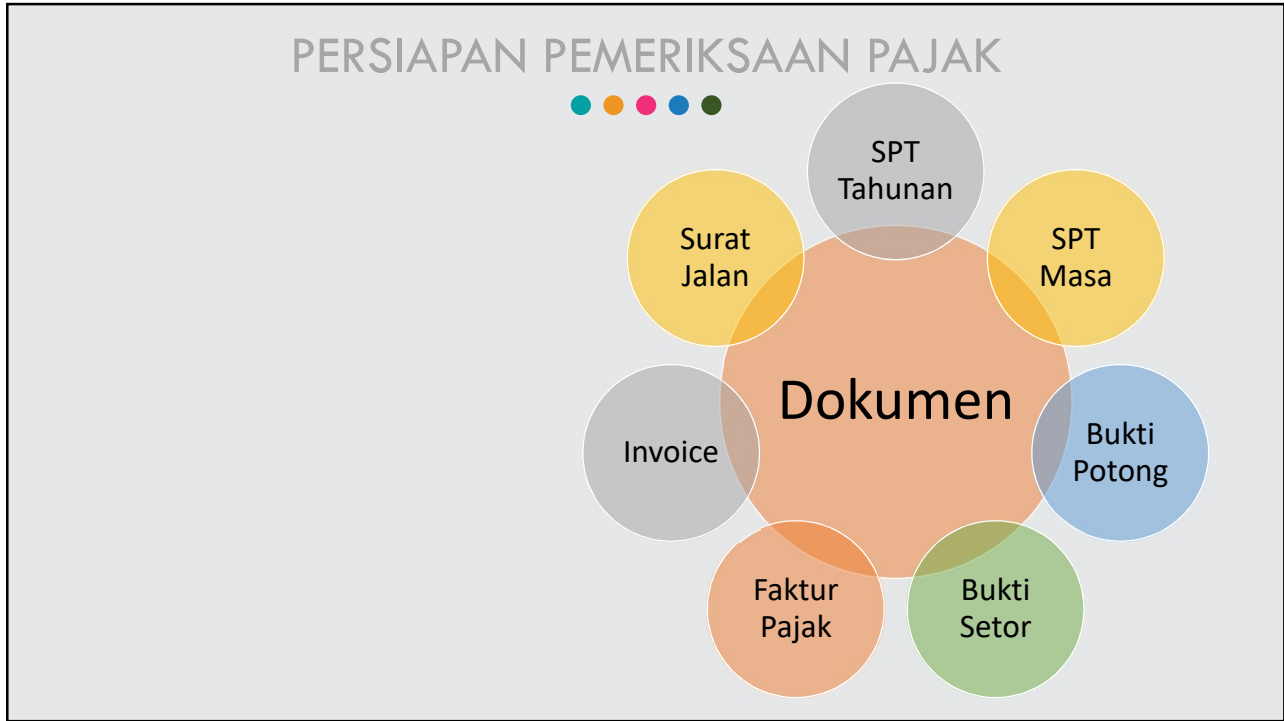 PERSIAPAN PEMERIKSAAN PAJAK
SPT
Tahunan
SPT
Masa
Bukti
Potong
Bukti
Setor
Faktur
Pajak
Invoice
Surat
Jalan
Dokumen